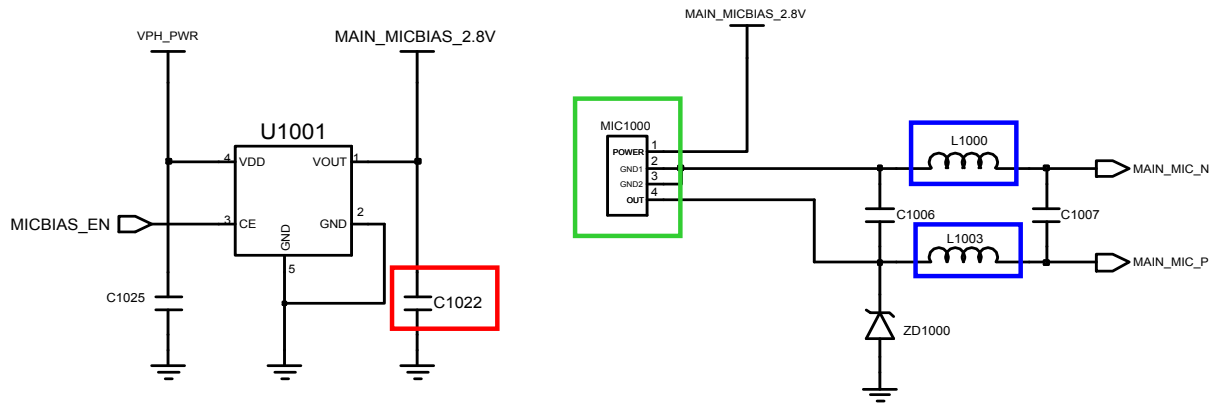 VPH_PWR
MAIN_MICBIAS_2.8V
U1001
4 VDD VOUT 1
MICBIAS_EN 3 CE GND 2
GND
5
C1025
C1022
MAIN_MICBIAS_2.8V
MIC1000
POWER 1
GND1 2
GND2 3
OUT 4
L1000
MAIN_MIC_N
C1006
C1007
L1003
MAIN_MIC_P
ZD1000